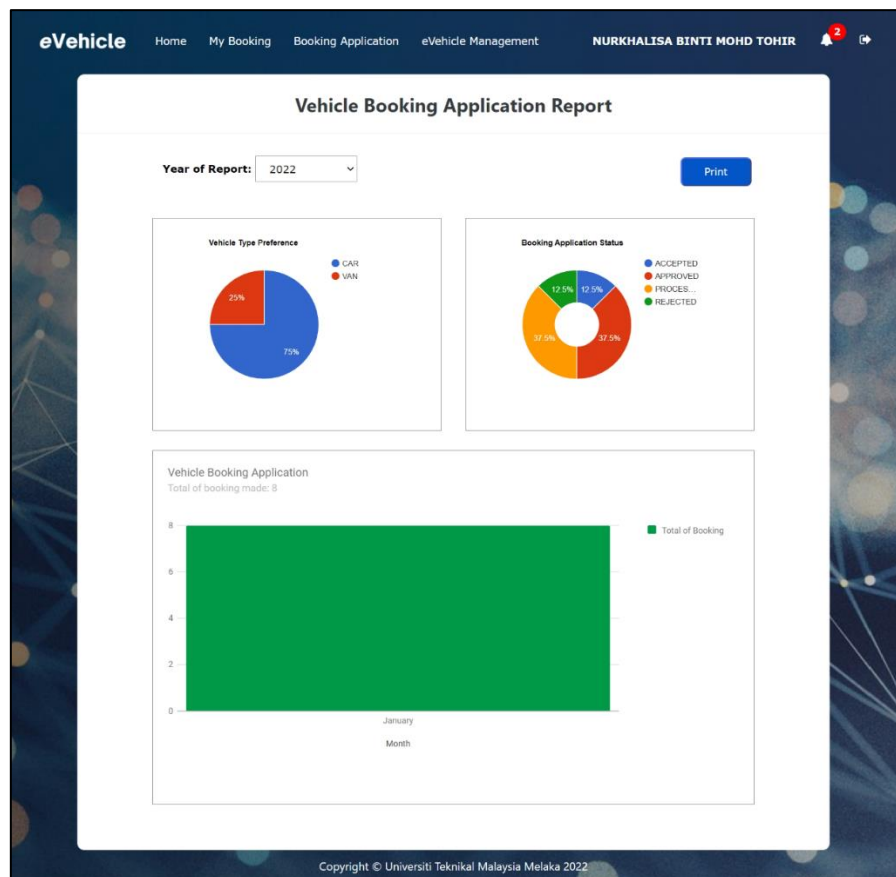 eVehicle Home My Booking Booking Application eVehicle Management NURKHALISA BINTI MOHD TOHIR 2
Vehicle Booking Application Report
Year of Report: 2022 Print
Vehicle Type Preference
CAR
VAN
25%
75%
Booking Application Status
ACCEPTED
APPROVED
PROCES...
REJECTED
12.5% 12.5%
37.5% 37.5%
Vehicle Booking Application
Total of booking made: 8
8
6
4
2
0
Total of Booking
January
Month
Copyright © Universiti Teknikal Malaysia Melaka 2022